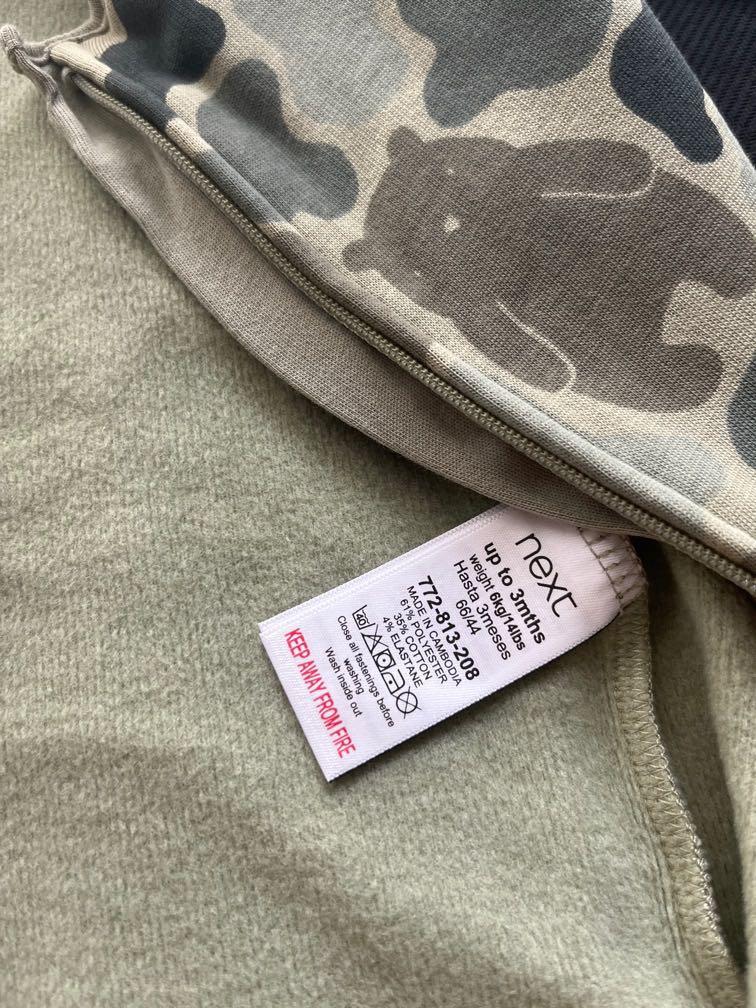 next
up to 3mths
weight 6kg/14lbs
Hasta 3meses
66/44
772-813-208
MADE IN CAMBODIA
61% POLYESTER
35% COTTON
4% ELASTANE
40
Close all fastenings before
washing
Wash inside out
KEEP AWAY FROM FIRE